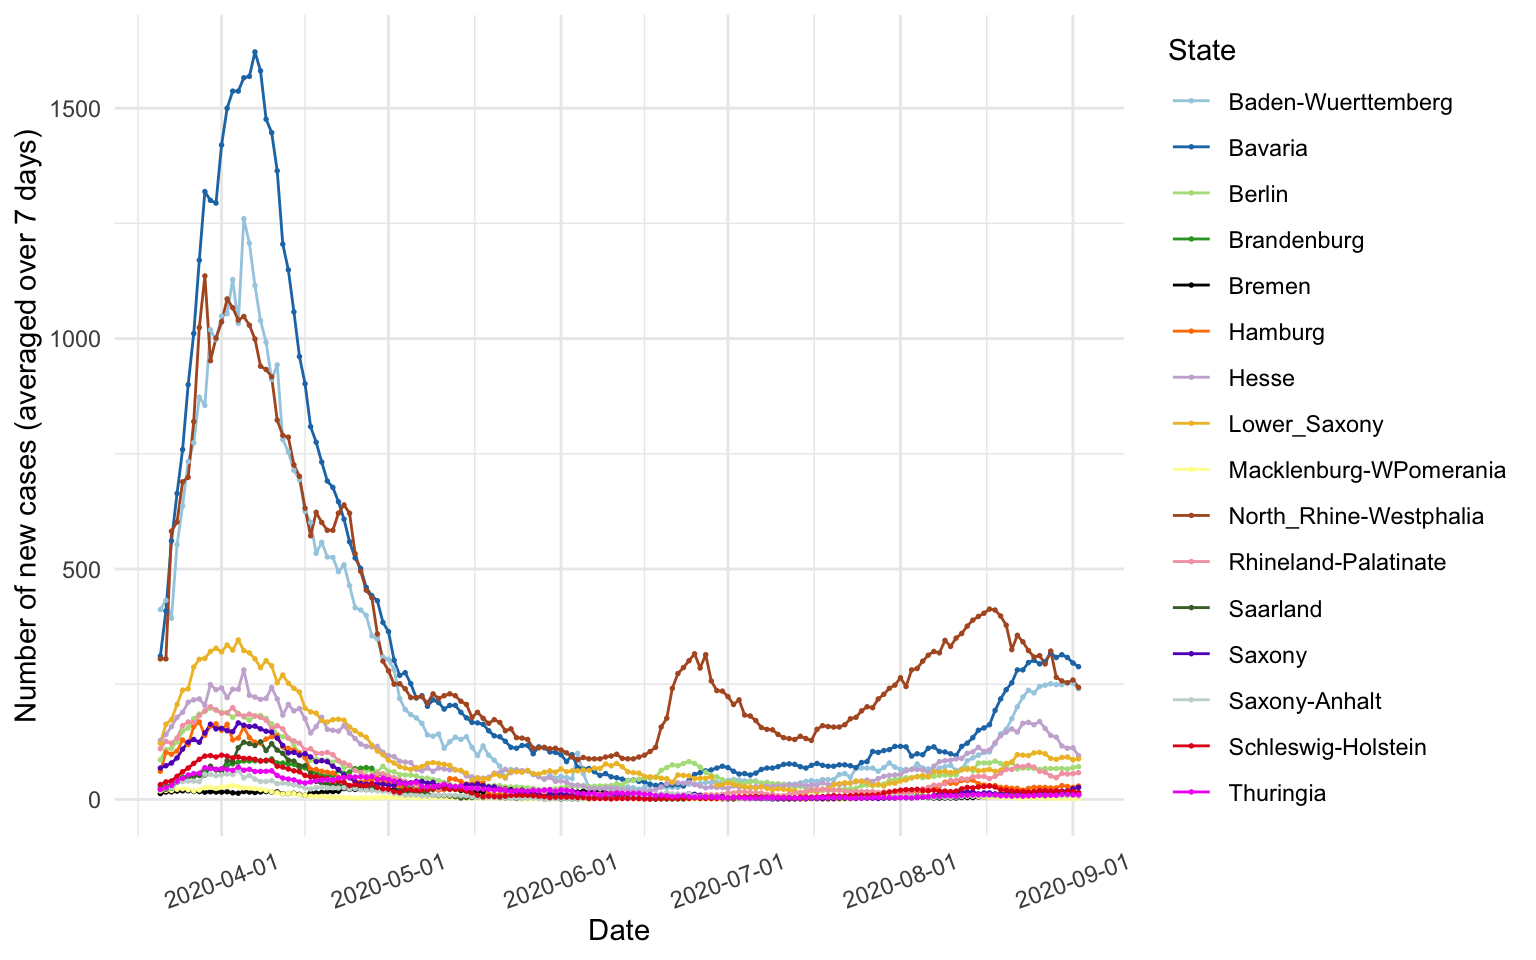 State
Baden-Wuerttemberg
Bavaria
Berlin
Brandenburg
Bremen
Hamburg
Hesse
Lower_Saxony
Macklenburg-WPomerania
North_Rhine-Westphalia
Rhineland-Palatinate
Saarland
Saxony
Saxony-Anhalt
Schleswig-Holstein
Thuringia
Number of new cases (averaged over 7 days)
1500
1000
500
0
2020-04-01 2020-05-01 2020-06-01 2020-07-01 2020-08-01 2020-09-01
Date